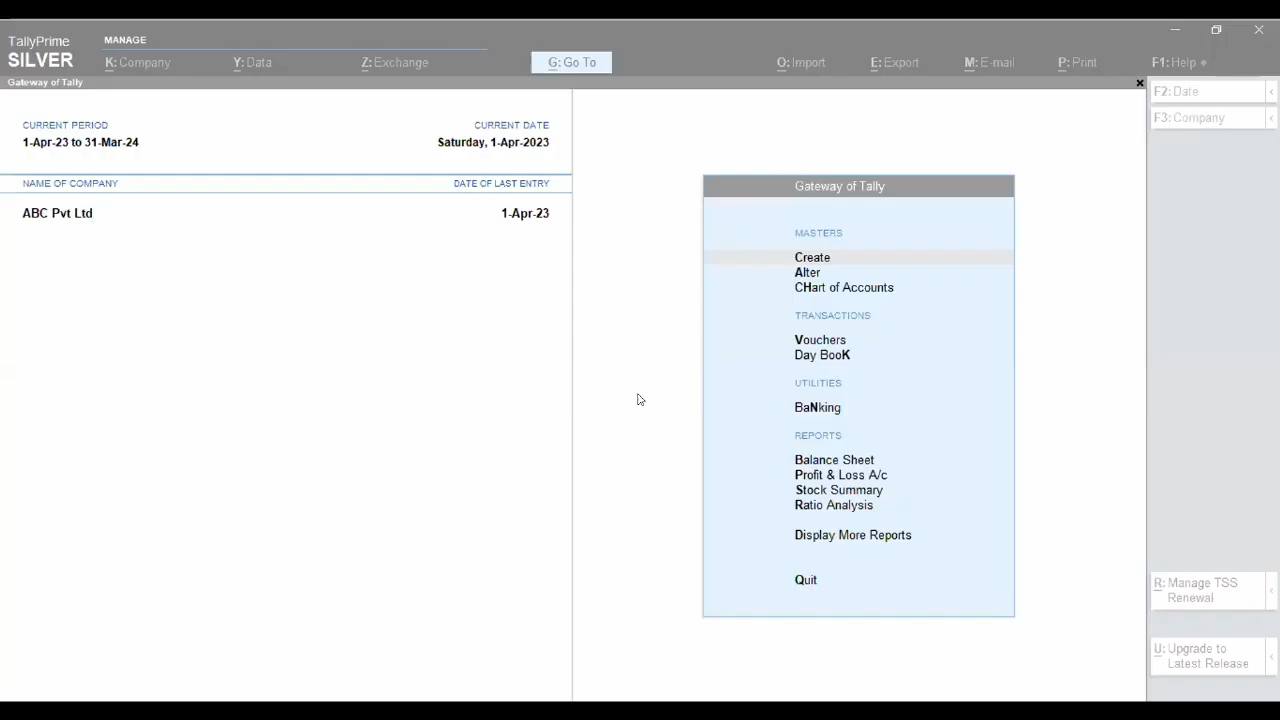 TallyPrime
SILVER
MANAGE
K: Company
Y: Data
Z: Exchange
G: Go To
O: Import
E: Export
M: E-mail
P: Print
F1: Help
Gateway of Tally
CURRENT PERIOD
1-Apr-23 to 31-Mar-24
CURRENT DATE
Saturday, 1-Apr-2023
NAME OF COMPANY
DATE OF LAST ENTRY
ABC Pvt Ltd
1-Apr-23
Gateway of Tally
MASTERS
Create
Alter
CHart of Accounts
TRANSACTIONS
Vouchers
Day BooK
UTILITIES
BaNking
REPORTS
Balance Sheet
Profit & Loss A/c
Stock Summary
Ratio Analysis
Display More Reports
Quit
F2: Date
F3: Company
R: Manage TSS
Renewal
U: Upgrade to
Latest Release